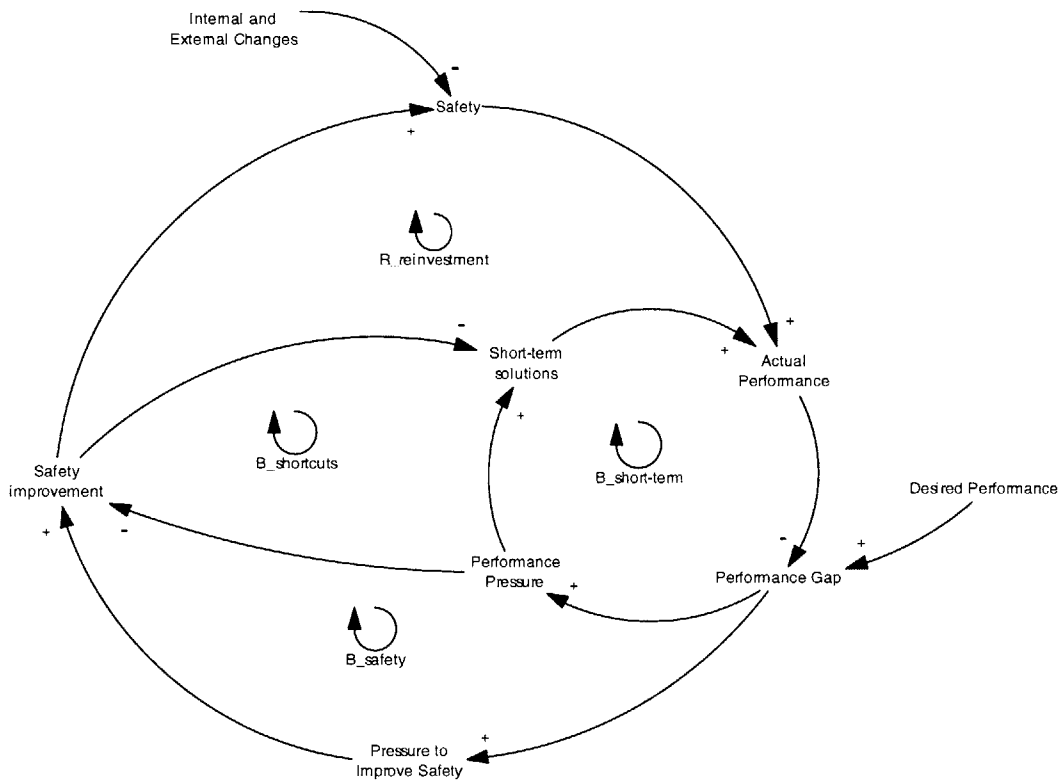 Internal and
External Changes
-
Safety
+
R_reinvestment
-
Short-term
solutions
+
+
Actual
Performance
+
B_shortcuts
B_short-term
Safety
improvement
+
-
Desired Performance
-
+
Performance
Pressure
+
Performance Gap
B_safety
+
Pressure to
Improve Safety